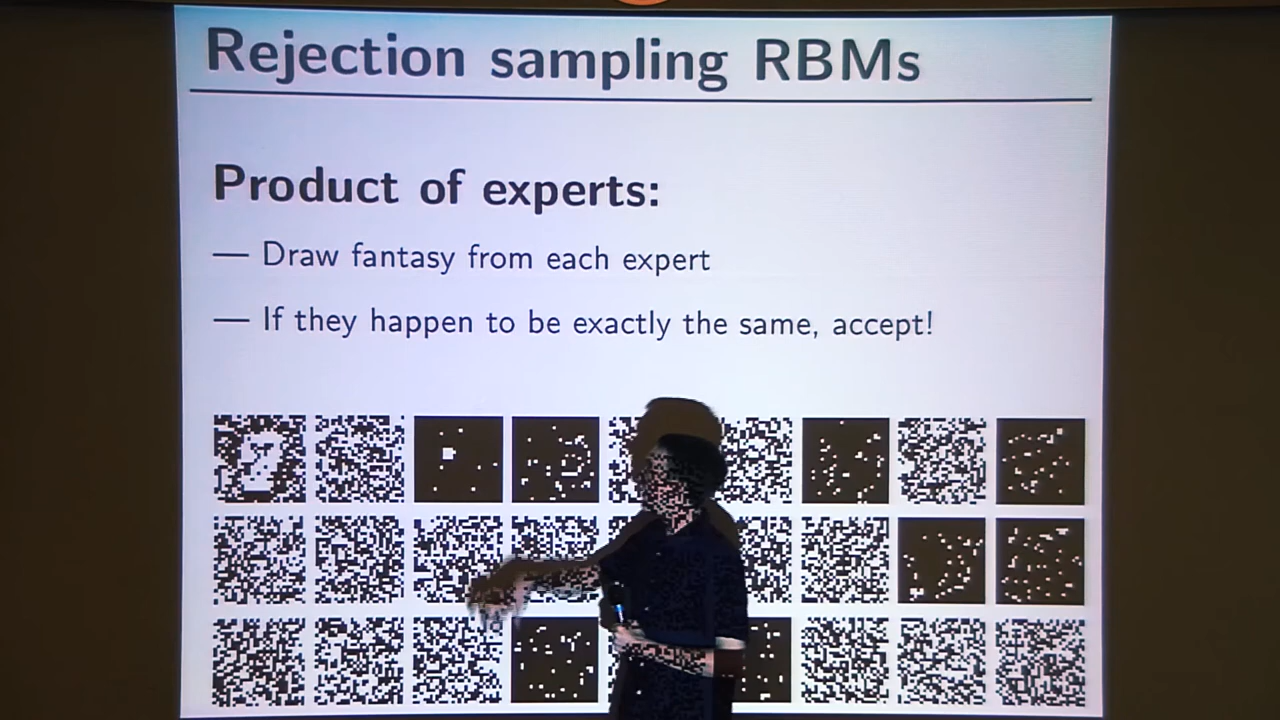 Rejection sampling RBMs
Product of experts:
— Draw fantasy from each expert
— If they happen to be exactly the same, accept!